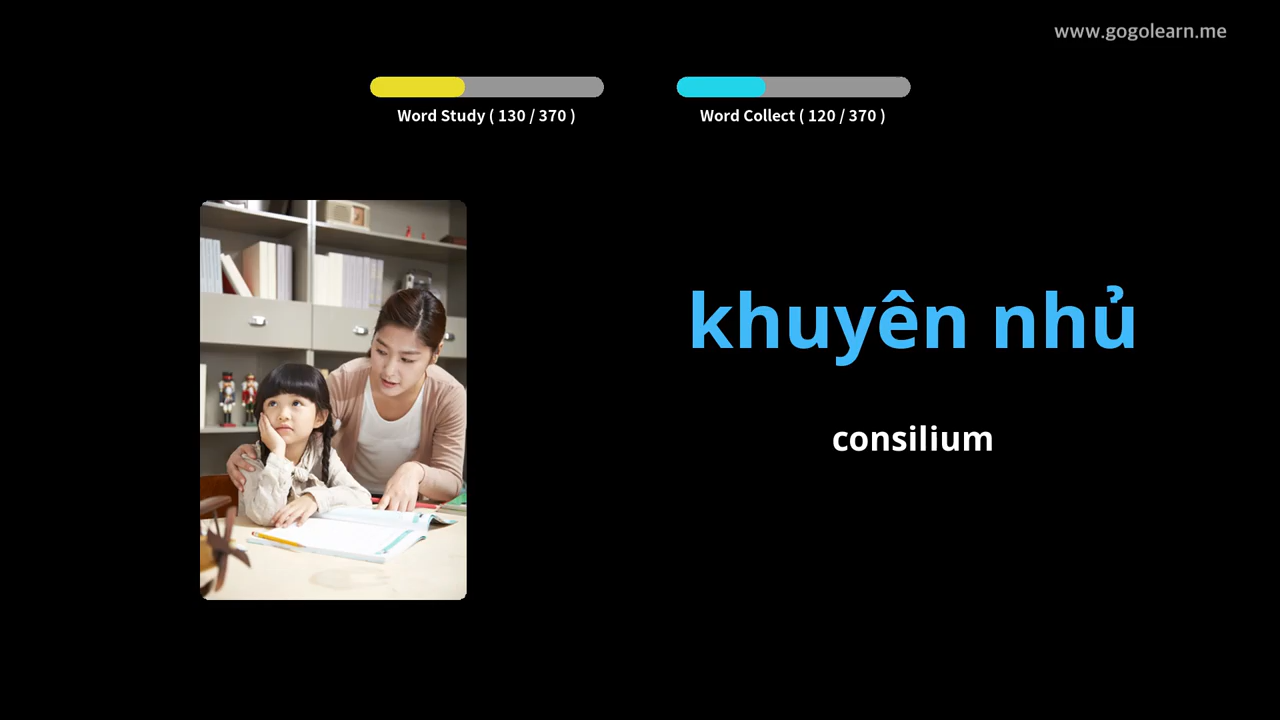 www.gogolearn.me
Word Study ( 130 / 370 )
Word Collect ( 120 / 370 )
khuyên nhủ
consilium